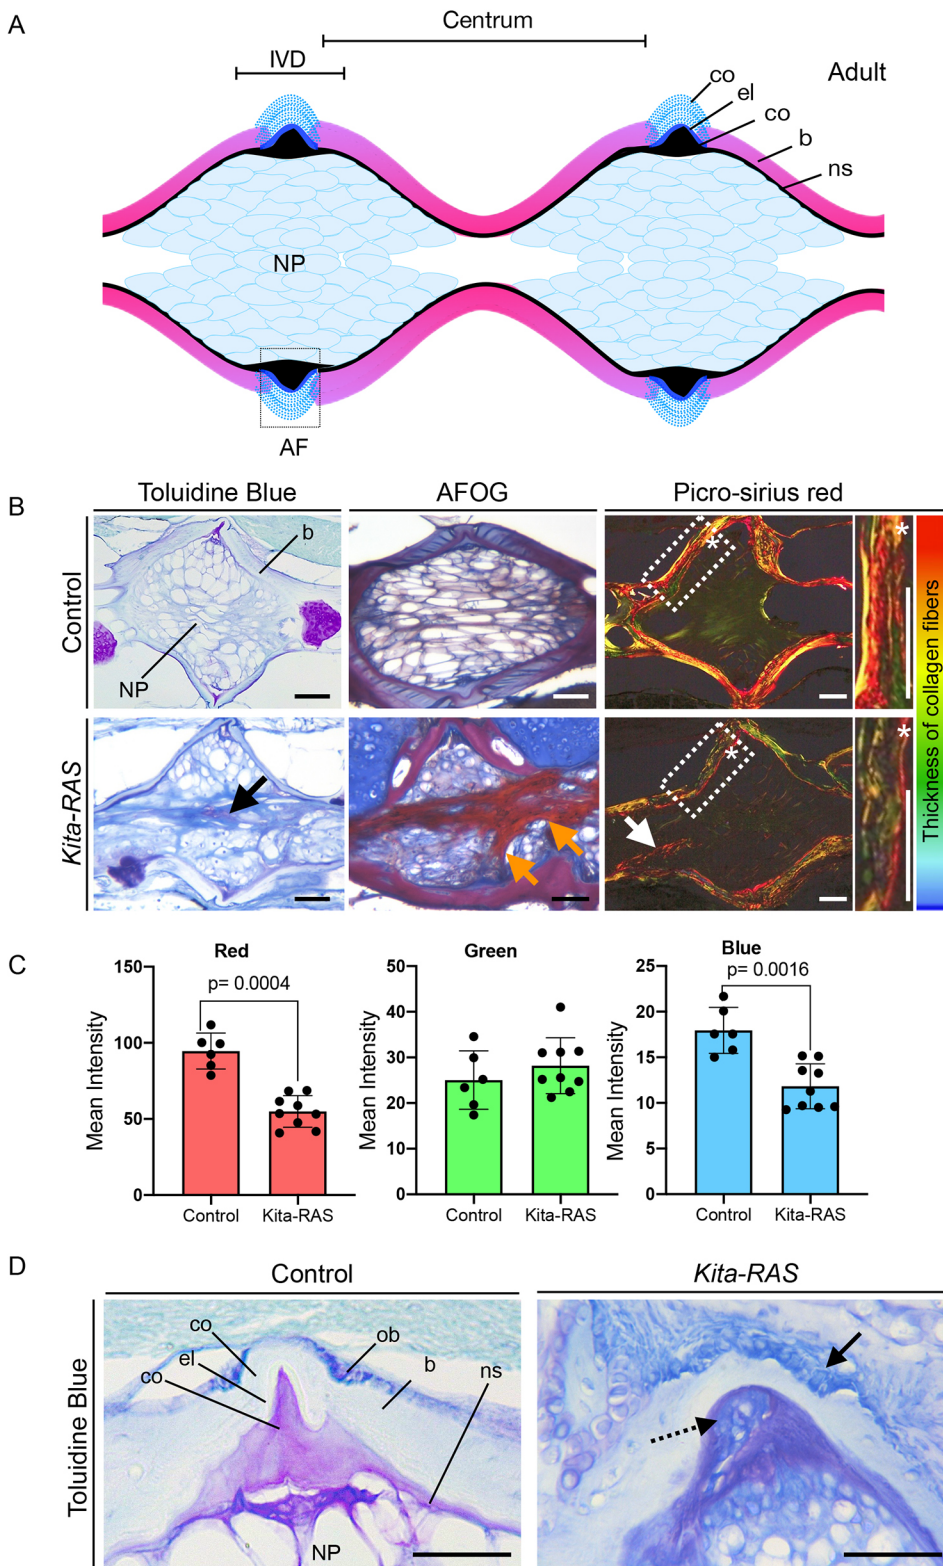 A
Centrum
IVD
Adult
co
el
co
b
ns
NP
AF
B
Toluidine Blue
AFOG
Picro-sirius red
Control
b
NP
*
*
Kita-RAS
*
*
Thickness of collagen fibers
C
Red
Green
Blue
Mean Intensity
150
100
50
0
p= 0.0004
Control
Kita-RAS
Mean Intensity
50
40
30
20
10
0
Control
Kita-RAS
Mean Intensity
25
20
15
10
5
0
p= 0.0016
Control
Kita-RAS
D
Control
Kita-RAS
Toluidine Blue
co
el
co
ob
b
ns
NP